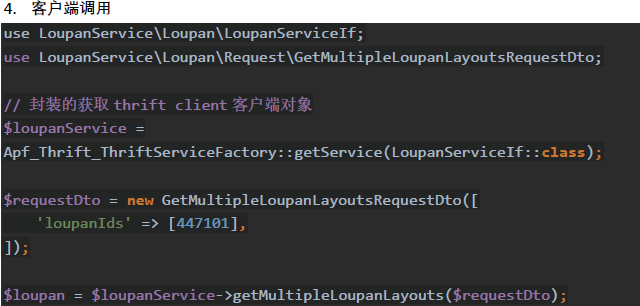 4. 客户端调用
use LoupanService\Loupan\LoupanServiceIf;
use LoupanService\Loupan\Request\GetMultipleLoupanLayoutsRequestDto;
// 封装的获取 thrift client 客户端对象
$loupanService =
Apf_Thrift_ThriftServiceFactory::getService(LoupanServiceIf::class);
$requestDto = new GetMultipleLoupanLayoutsRequestDto([
'loupanIds' => [447101],
]);
$loupan = $loupanService->getMultipleLoupanLayouts($requestDto);